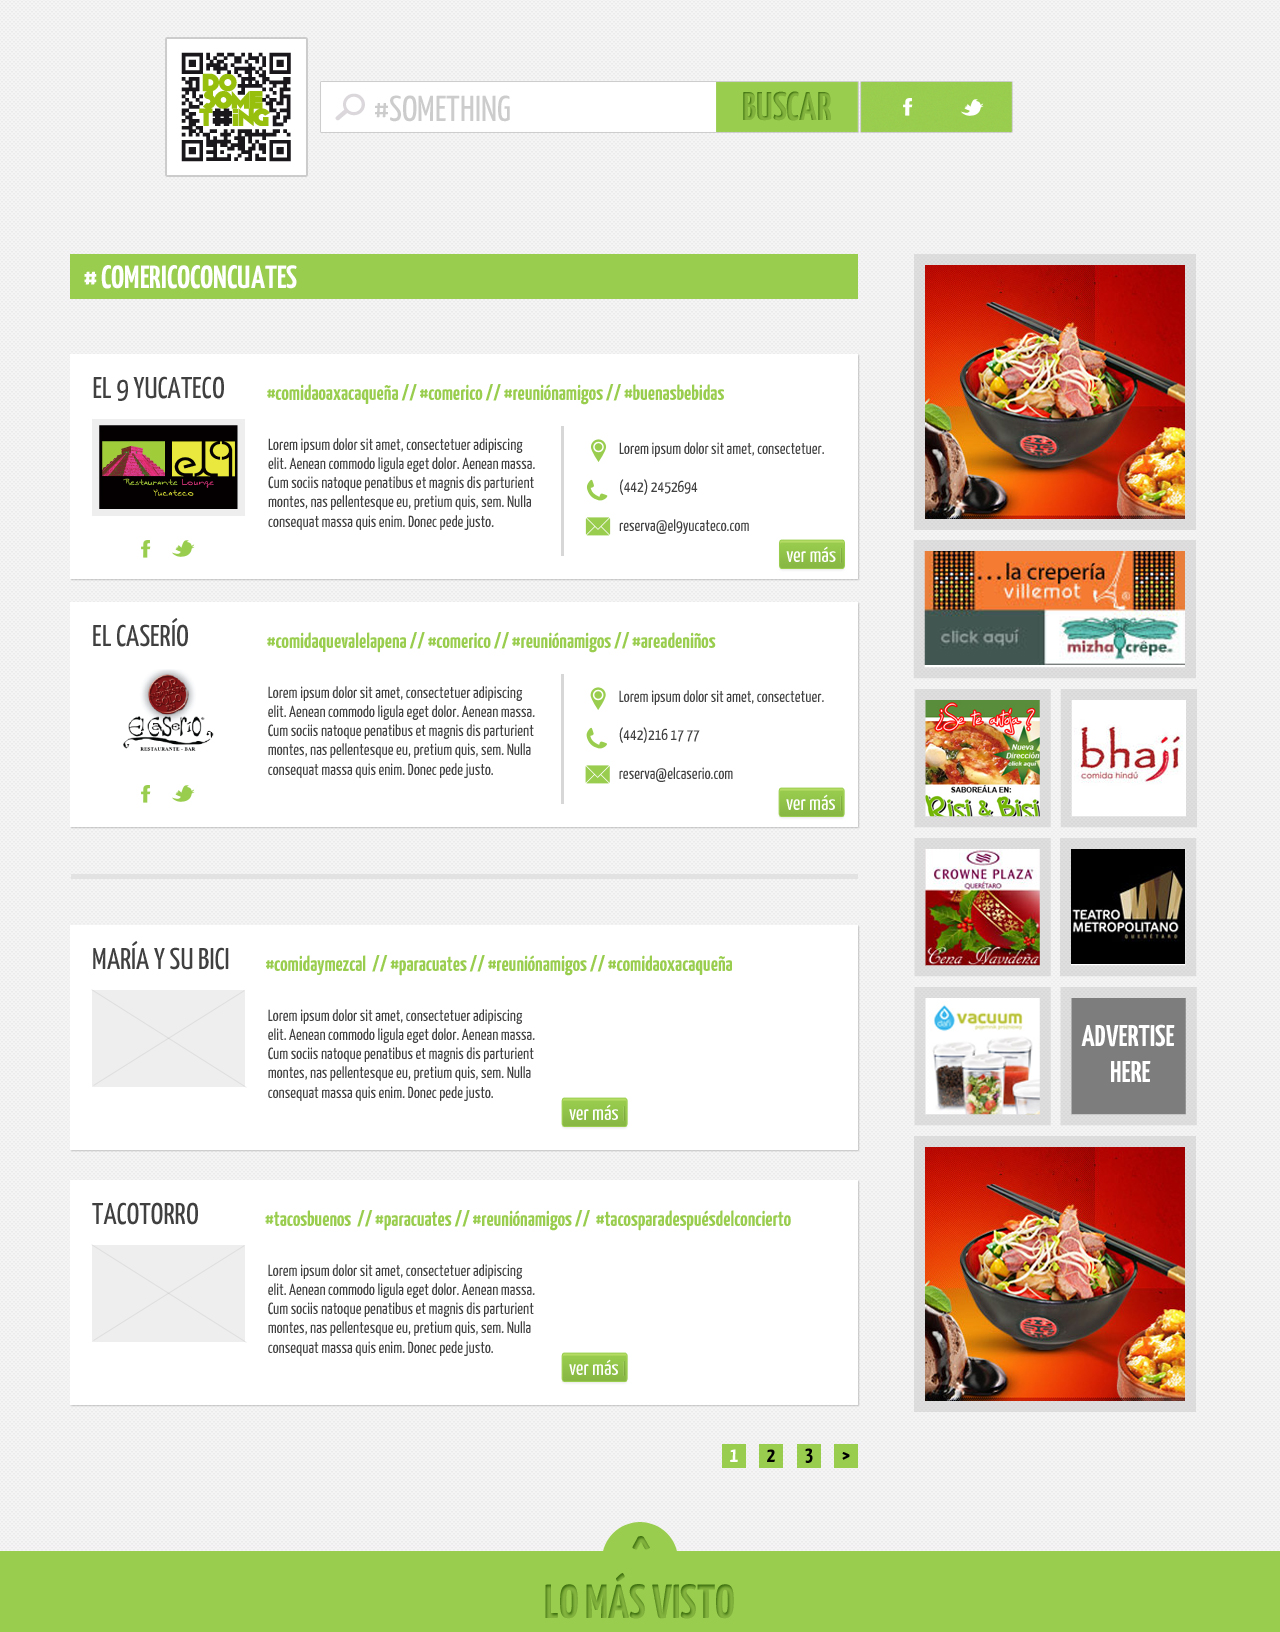 DO
SOME
T#ING
#SOMETHING
BUSCAR
# COMERICOCONCUATES
EL 9 YUCATECO
#comidaoaxacaqueña // #comerico // #reuniónamigos // #buenasbebidas
el9
Restaurante Lounge
Yucateco
Lorem ipsum dolor sit amet, consectetuer adipiscing
elit. Aenean commodo ligula eget dolor. Aenean massa.
Cum sociis natoque penatibus et magnis dis parturient
montes, nas pellentesque eu, pretium quis, sem. Nulla
consequat massa quis enim. Donec pede justo.
Lorem ipsum dolor sit amet, consectetuer.
(442) 2452694
reserva@el9yucateco.com
ver más
EL CASERÍO
#comidaquevalelapena // #comerico // #reuniónamigos // #areadeniños
El CASERIO
RESTAURANTE - BAR
Lorem ipsum dolor sit amet, consectetuer adipiscing
elit. Aenean commodo ligula eget dolor. Aenean massa.
Cum sociis natoque penatibus et magnis dis parturient
montes, nas pellentesque eu, pretium quis, sem. Nulla
consequat massa quis enim. Donec pede justo.
Lorem ipsum dolor sit amet, consectetuer.
(442)216 17 77
reserva@elcaserio.com
ver más
MARÍA Y SU BICI
#comidaymezcal // #paracuates // #reuniónamigos // #comidaoxacaqueña
Lorem ipsum dolor sit amet, consectetuer adipiscing
elit. Aenean commodo ligula eget dolor. Aenean massa.
Cum sociis natoque penatibus et magnis dis parturient
montes, nas pellentesque eu, pretium quis, sem. Nulla
consequat massa quis enim. Donec pede justo.
ver más
TACOTORRO
#tacosbuenos // #paracuates // #reuniónamigos // #tacosparadespuésdelconcierto
Lorem ipsum dolor sit amet, consectetuer adipiscing
elit. Aenean commodo ligula eget dolor. Aenean massa.
Cum sociis natoque penatibus et magnis dis parturient
montes, nas pellentesque eu, pretium quis, sem. Nulla
consequat massa quis enim. Donec pede justo.
ver más
1 2 3 >
...la crepería
villemot ®
click aquí
mizha crêpe
¿Se te antoja?
Nueva
Dirección
click aquí
SABOREÁLA EN:
Risi & Bisi
bhaji
comida hindú
CROWNE PLAZA
QUERÉTARO
Cena Navideña
TEATRO
METROPOLITANO
QUERÉTARO
vacuum
ADVERTISE
HERE
LO MÁS VISTO